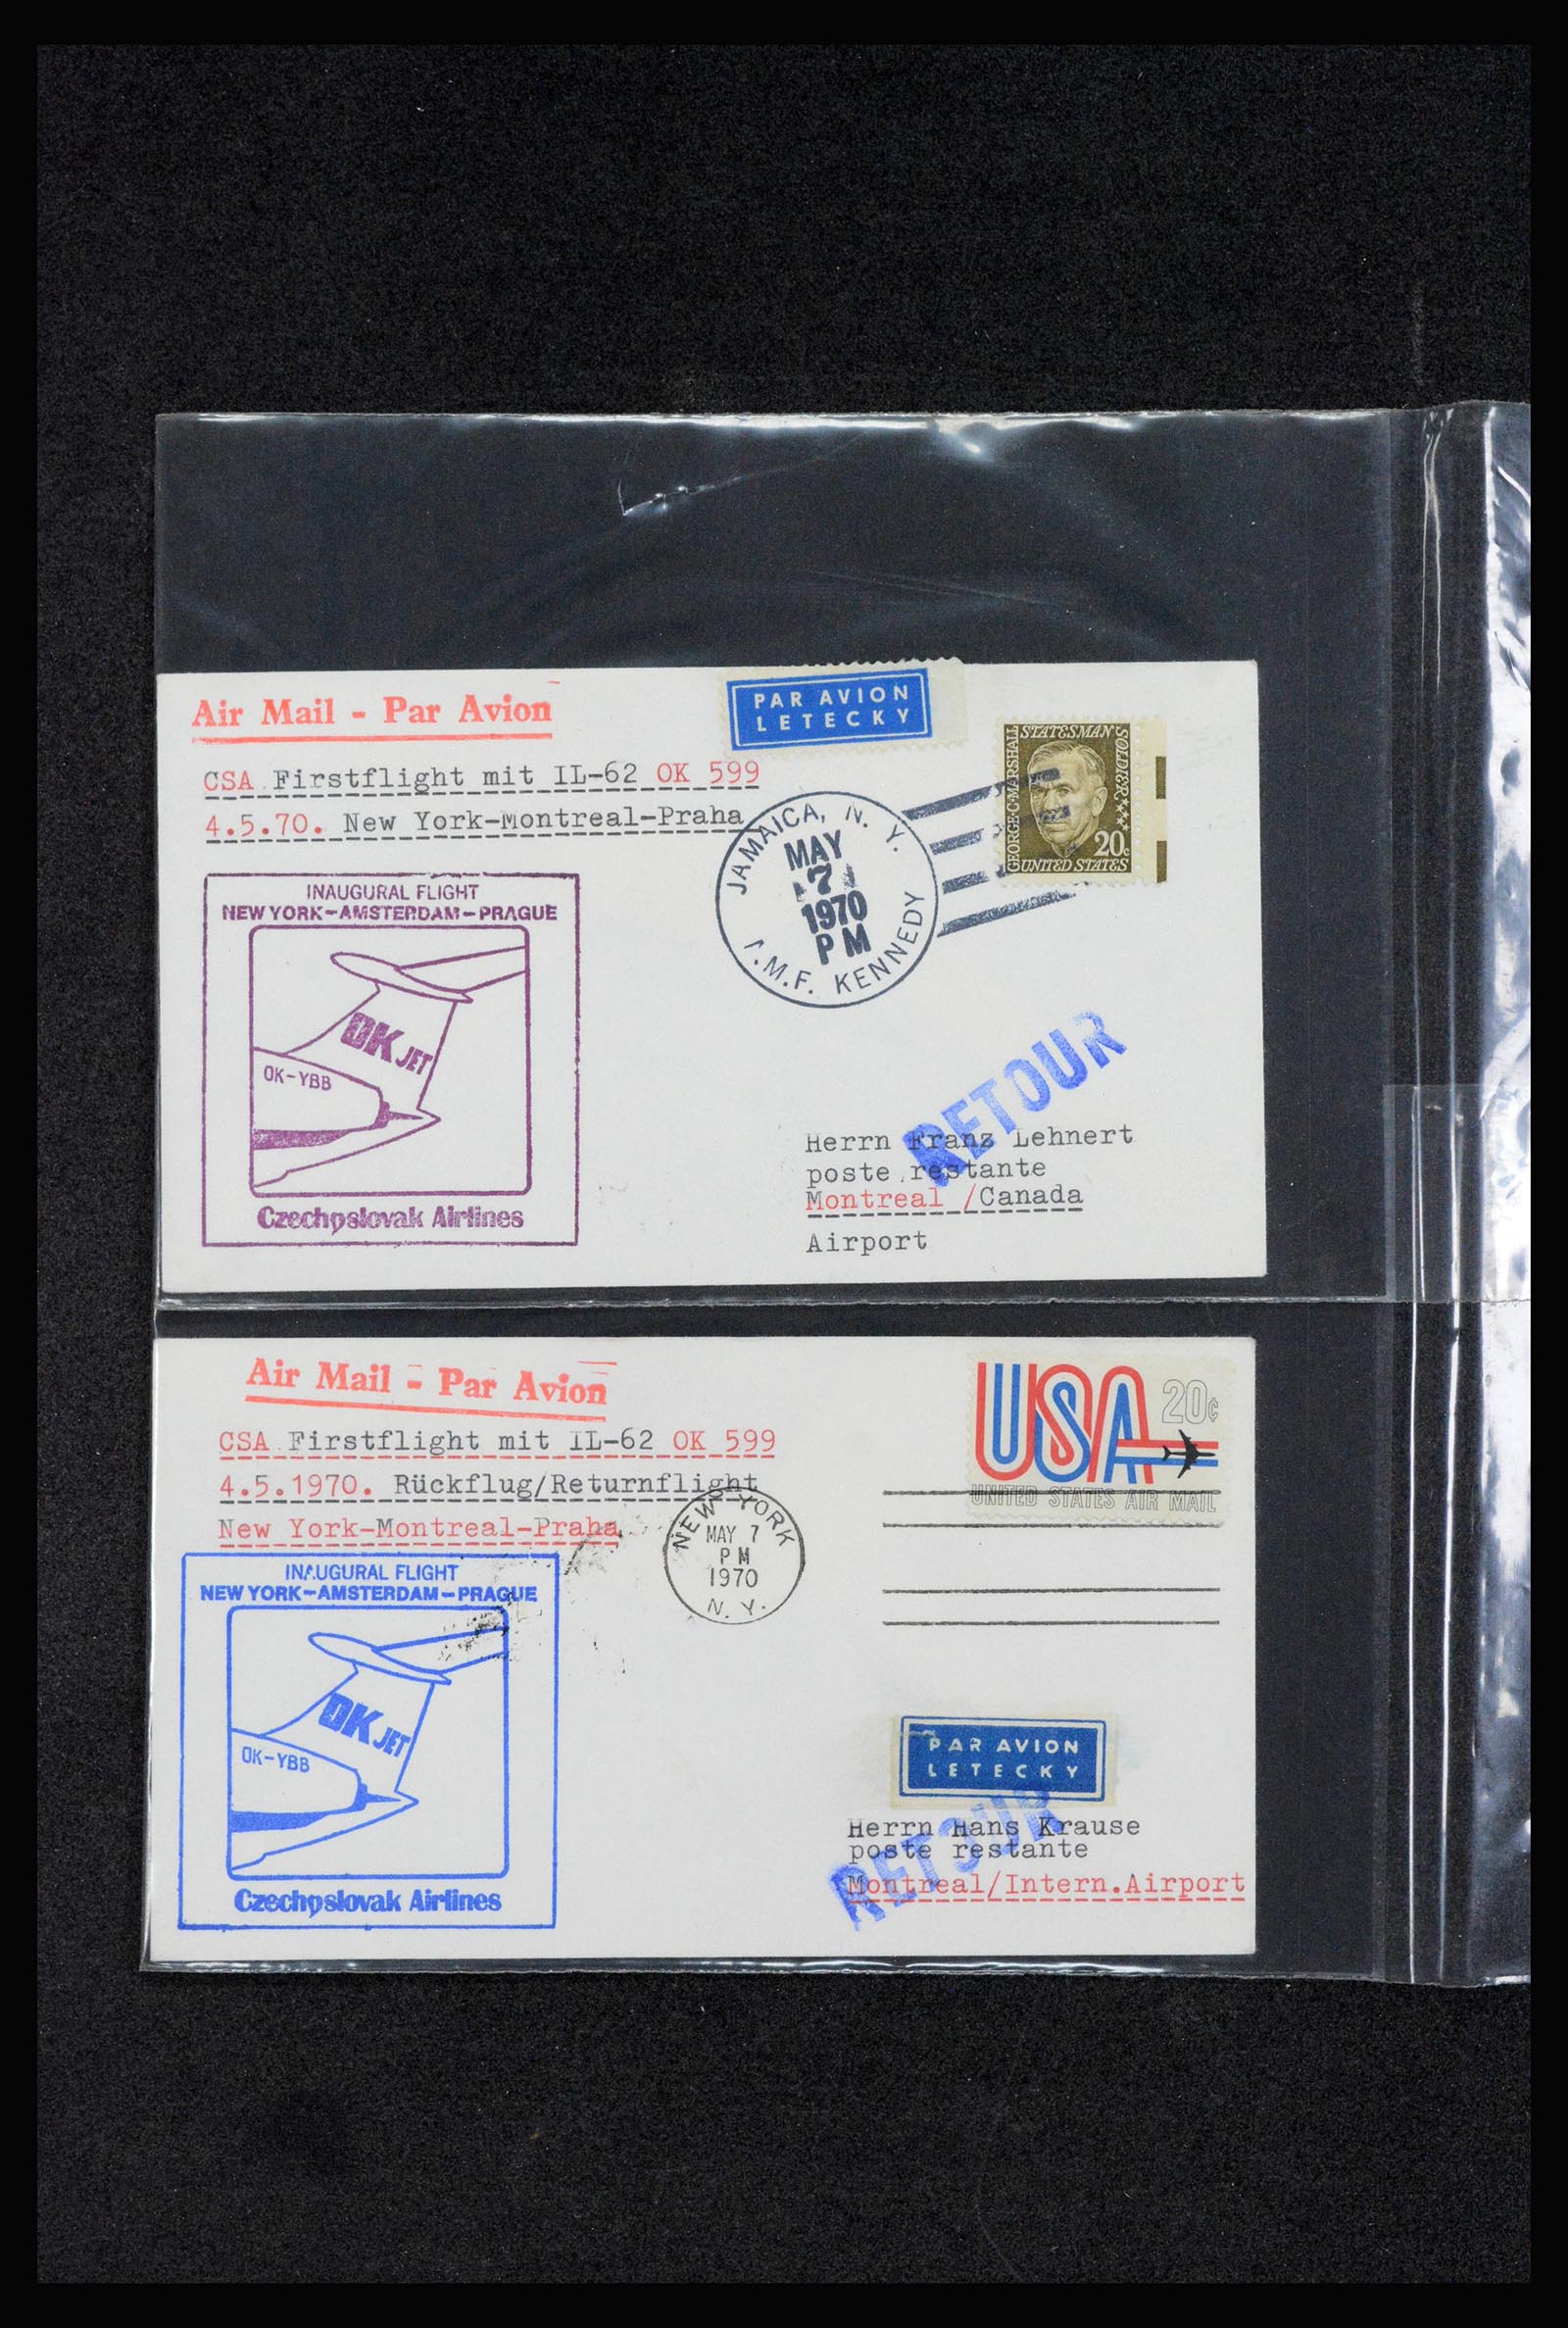 Air Mail - Par Avion
PAR AVION
LETECKY
CSA Firstflight mit IL-62 OK 599
4.5.70. New York-Montreal-Praha
GEORGE·C·MARSHALL
STATESMAN
SOLDIER
20c
UNITED STATES
JAMAICA, N. Y.
MAY
7
1970
PM
A.M.F. KENNEDY
INAUGURAL FLIGHT
NEW YORK-AMSTERDAM-PRAGUE
OK JET
OK-YBB
Czechoslovak Airlines
RETOUR
Herrn Franz Lehnert
poste restante
Montreal /Canada
Airport
Air Mail - Par Avion
CSA Firstflight mit IL-62 OK 599
4.5.1970. Rückflug/Returnflight
New York-Montreal-Praha
USA 20c
UNITED STATES AIR MAIL
NEW YORK
MAY 7
PM
1970
N. Y.
INAUGURAL FLIGHT
NEW YORK-AMSTERDAM-PRAGUE
OK JET
OK-YBB
Czechoslovak Airlines
PAR AVION
LETECKY
RETOUR
Herrn Hans Krause
poste restante
Montreal/Intern.Airport